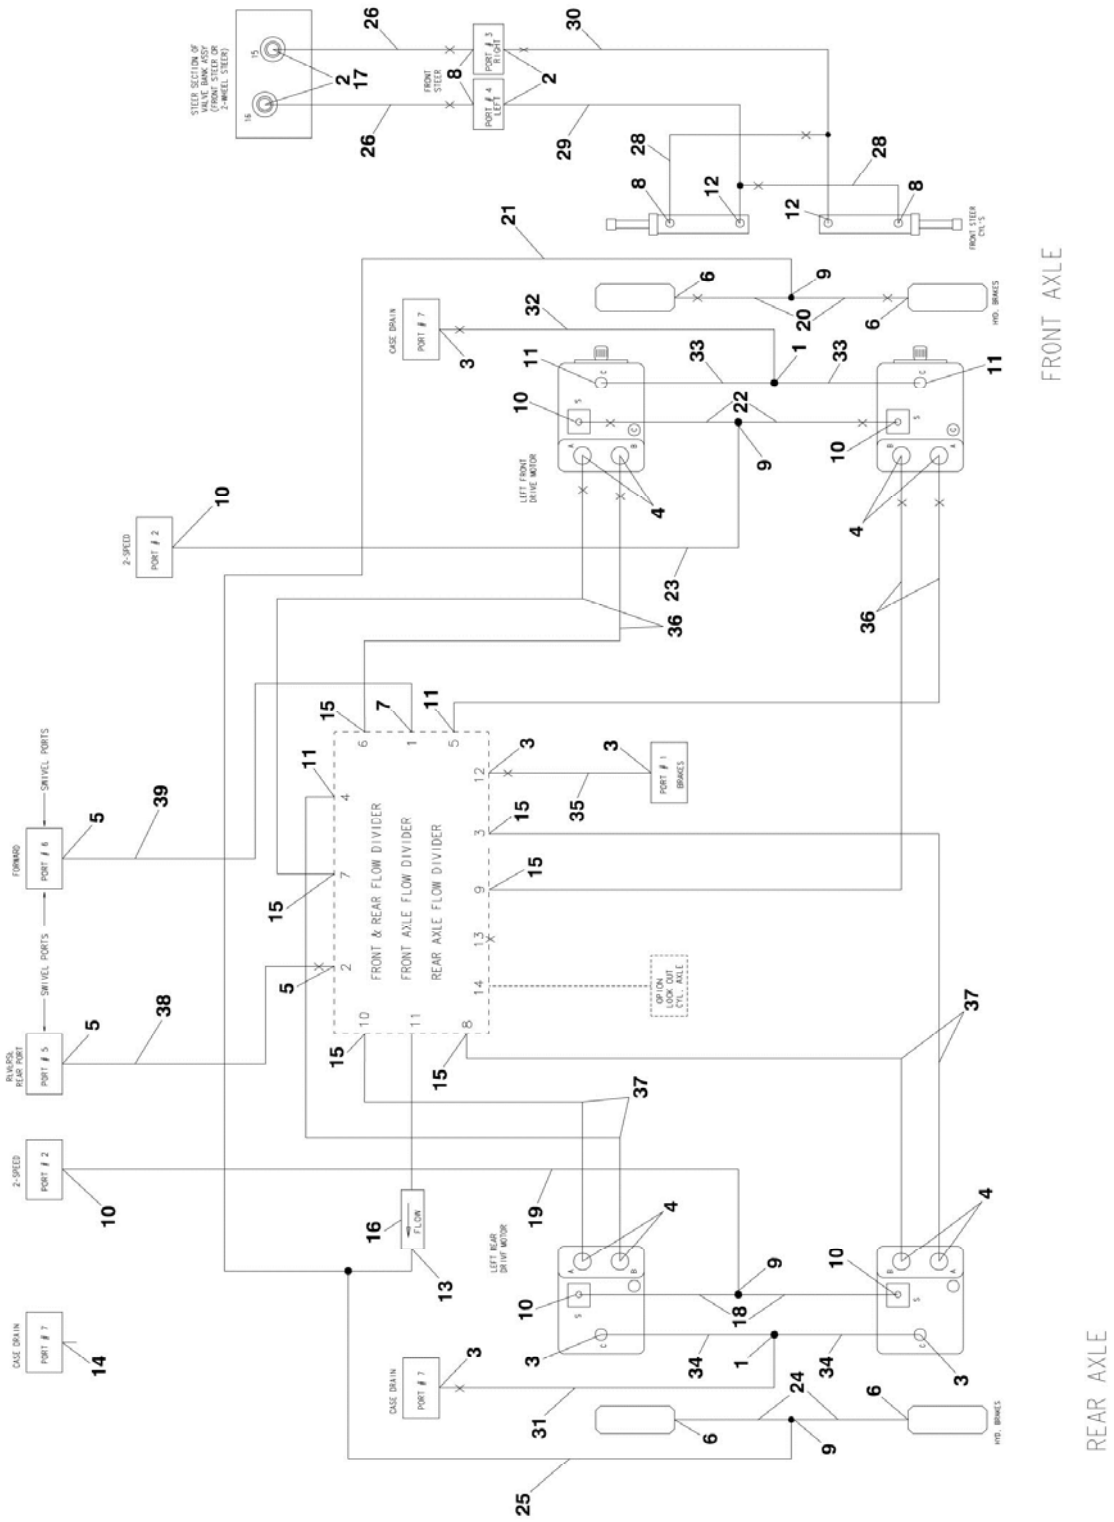 STEER SECTION OF
VALVE BANK ASSY
(FRONT STEER OR
2-WHEEL STEER)
16
15
2
17
26
26
8
FRONT
STEER
PORT # 4
LEFT
PORT # 3
RIGHT
2
29
30
28
28
8
12
12
8
FRONT STEER
CYL'S
21
6
9
20
6
HYD. BRAKES
CASE DRAIN
PORT # 7
3
32
11
33
1
33
11
10
22
9
10
C
S
A
B
C
C
S
B
A
C
LEFT FRONT
DRIVE MOTOR
4
4
2-SPEED
PORT # 2
10
23
36
36
FRONT AXLE
SWIVEL PORTS
FORWARD
PORT # 6
5
39
SWIVEL PORTS
REAR PORT
PORT # 5
5
38
15
7
11
6
1
5
11
4
15
7
5
2
12
3
3
15
9
15
13
14
10
11
8
15
15
FRONT & REAR FLOW DIVIDER
FRONT AXLE FLOW DIVIDER
REAR AXLE FLOW DIVIDER
35
3
PORT # 1
BRAKES
OPION
LOCK OUT
CYL. AXLE
37
37
2-SPEED
PORT # 2
10
19
16
FLOW
13
LEFT REAR
DRIVE MOTOR
A
B
S
C
4
B
A
S
C
4
10
9
18
10
3
34
1
34
3
CASE DRAIN
PORT # 7
14
CASE DRAIN
PORT # 7
3
31
6
24
9
6
HYD. BRAKES
25
REAR AXLE